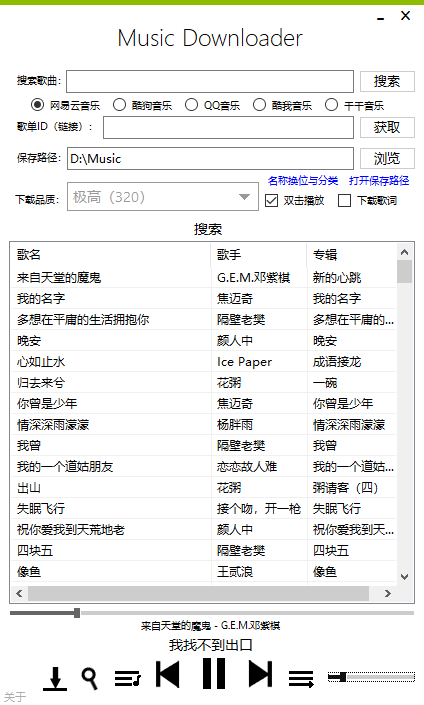 Music Downloader
搜索歌曲: 搜索
网易云音乐 酷狗音乐 QQ音乐 酷我音乐 千千音乐
歌单ID（链接）: 获取
保存路径: D:\Music 浏览
名称换位与分类 打开保存路径
下载品质: 极高（320） 双击播放 下载歌词
搜索
歌名 歌手 专辑
来自天堂的魔鬼 G.E.M.邓紫棋 新的心跳
我的名字 焦迈奇 我的名字
多想在平庸的生活拥抱你 隔壁老樊 多想在平庸的...
晚安 颜人中 晚安
心如止水 Ice Paper 成语接龙
归去来兮 花粥 一碗
你曾是少年 焦迈奇 你曾是少年
情深深雨濛濛 杨胖雨 情深深雨濛濛
我曾 隔壁老樊 我曾
我的一个道姑朋友 恋恋故人难 我的一个道姑...
出山 花粥 粥请客（四）
失眠飞行 接个吻，开一枪 失眠飞行
祝你爱我到天荒地老 颜人中 祝你爱我到天...
四块五 隔壁老樊 四块五
像鱼 王贰浪 像鱼
来自天堂的魔鬼 - G.E.M.邓紫棋
我找不到出口
关于